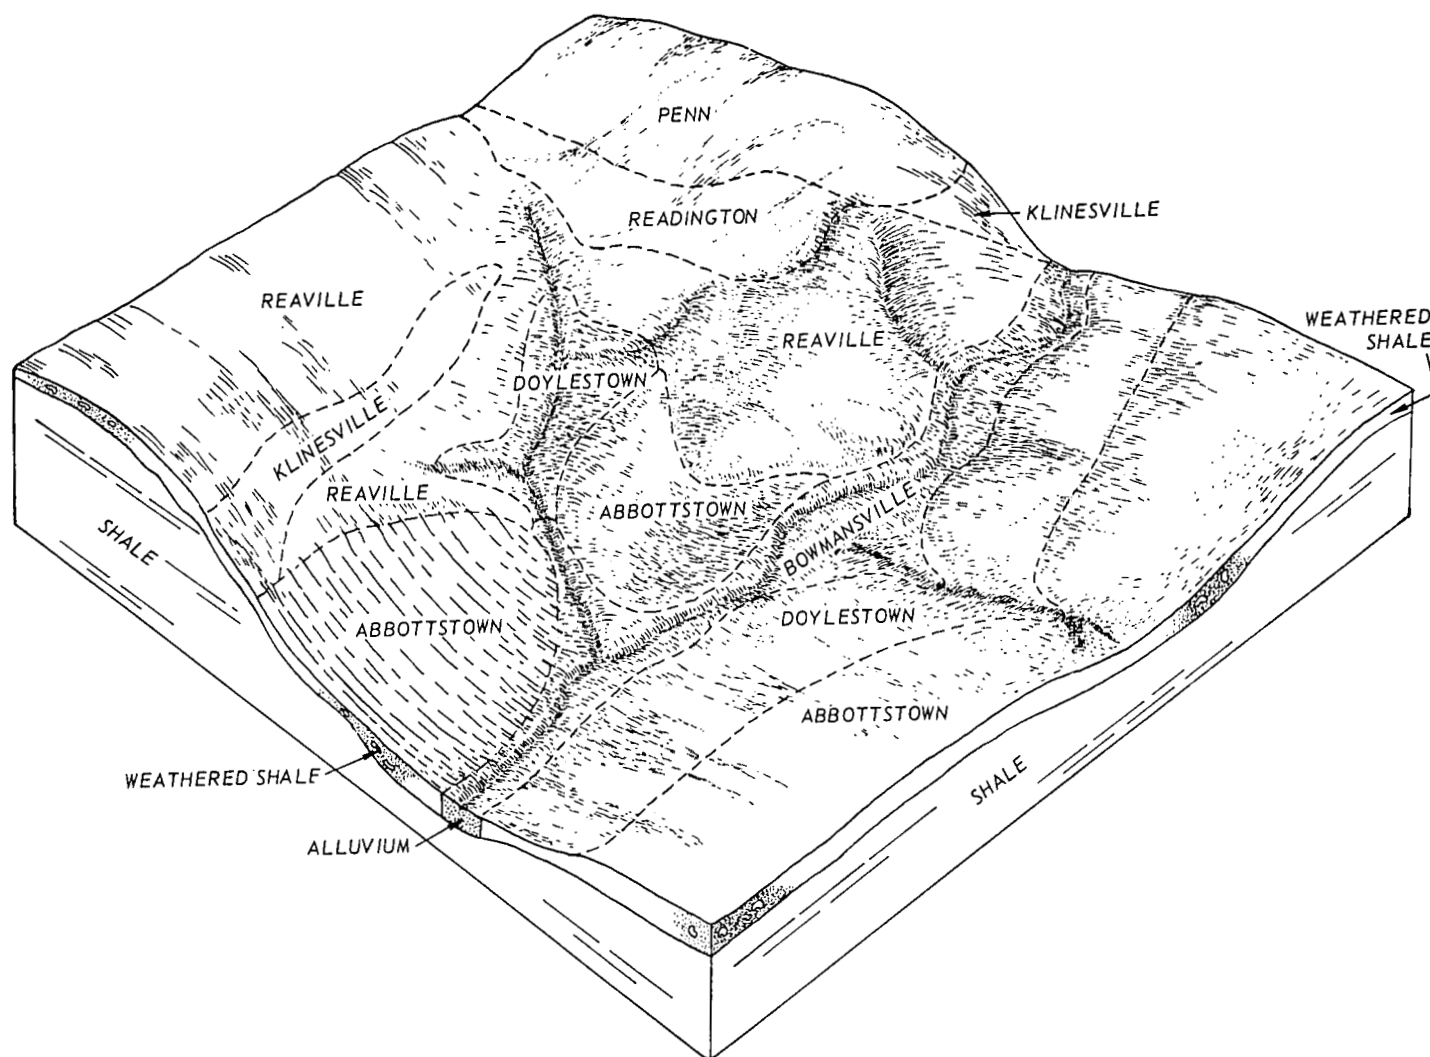 PENN
READINGTON
KLINESVILLE
REAVILLE
WEATHERED
SHALE
REAVILLE
DOYLESTOWN
KLINESVILLE
REAVILLE
ABBOTTSTOWN
SHALE
BOWMANSVILLE
ABBOTTSTOWN
DOYLESTOWN
ABBOTTSTOWN
WEATHERED SHALE
SHALE
ALLUVIUM